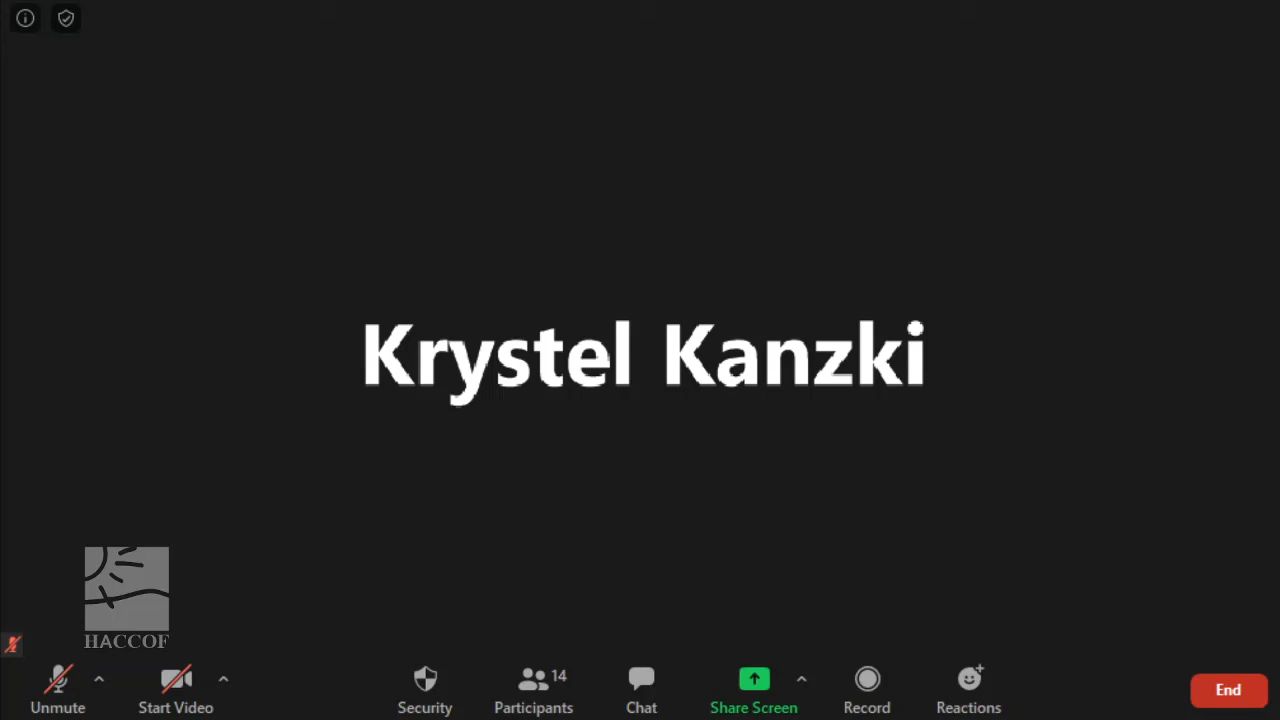 Krystel Kanzki
HACCOF
14
Unmute
Start Video
Security
Participants
Chat
Share Screen
Record
Reactions
End